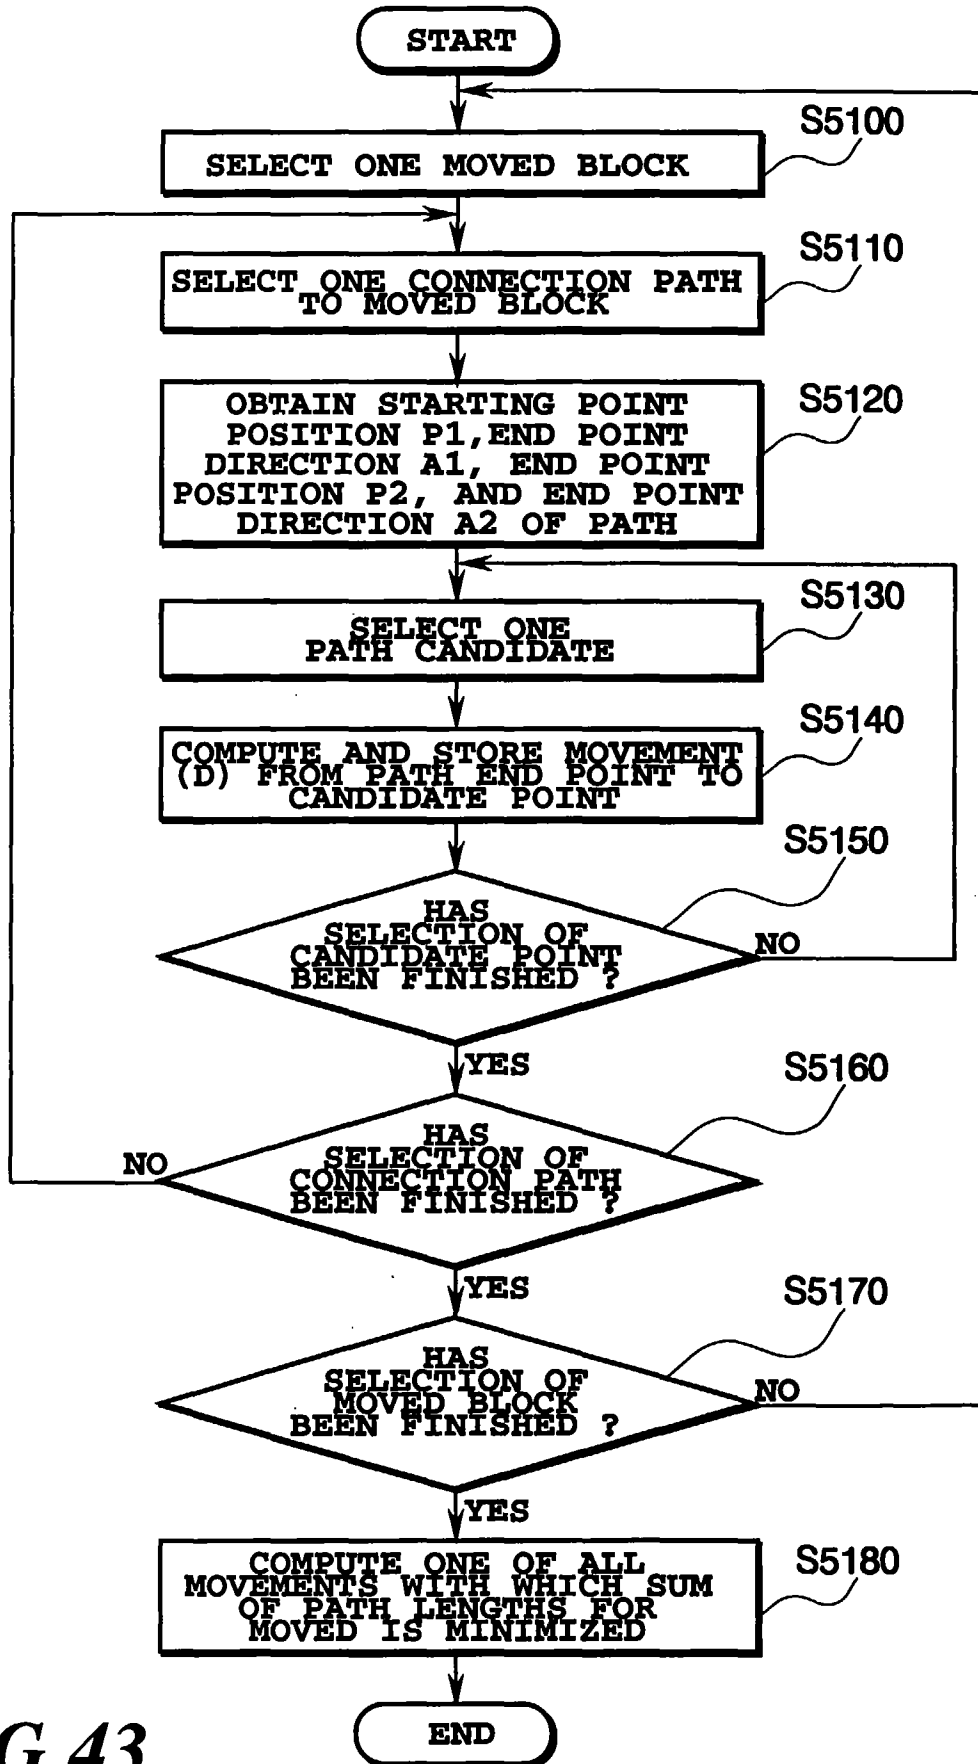 START
S5100
SELECT ONE MOVED BLOCK
S5110
SELECT ONE CONNECTION PATH
TO MOVED BLOCK
S5120
OBTAIN STARTING POINT
POSITION P1,END POINT
DIRECTION A1, END POINT
POSITION P2, AND END POINT
DIRECTION A2 OF PATH
S5130
SELECT ONE
PATH CANDIDATE
S5140
COMPUTE AND STORE MOVEMENT
(D) FROM PATH END POINT TO
CANDIDATE POINT
S5150
HAS
SELECTION OF
CANDIDATE POINT
BEEN FINISHED ?
NO
YES
S5160
HAS
SELECTION OF
CONNECTION PATH
BEEN FINISHED ?
NO
YES
S5170
HAS
SELECTION OF
MOVED BLOCK
BEEN FINISHED ?
NO
YES
S5180
COMPUTE ONE OF ALL
MOVEMENTS WITH WHICH SUM
OF PATH LENGTHS FOR
MOVED IS MINIMIZED
END
G.43